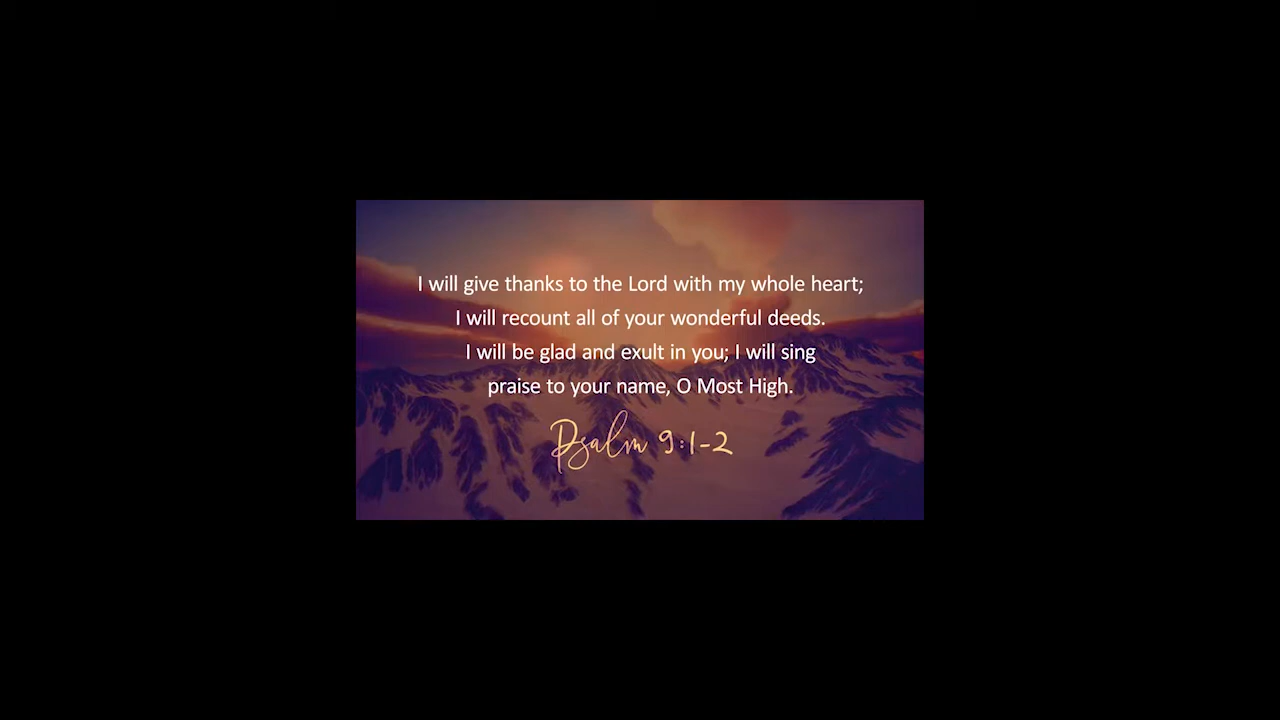 I will give thanks to the Lord with my whole heart;
I will recount all of your wonderful deeds.
I will be glad and exult in you; I will sing
praise to your name, O Most High.
Psalm 9:1-2